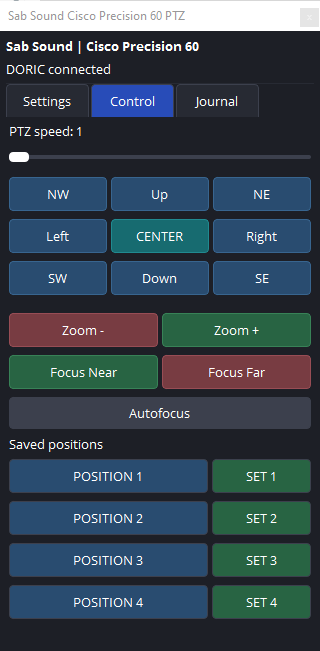 Sab Sound Cisco Precision 60 PTZ x
Sab Sound | Cisco Precision 60
DORIC connected
Settings Control Journal
PTZ speed: 1
NW Up NE
Left CENTER Right
SW Down SE
Zoom - Zoom +
Focus Near Focus Far
Autofocus
Saved positions
POSITION 1 SET 1
POSITION 2 SET 2
POSITION 3 SET 3
POSITION 4 SET 4